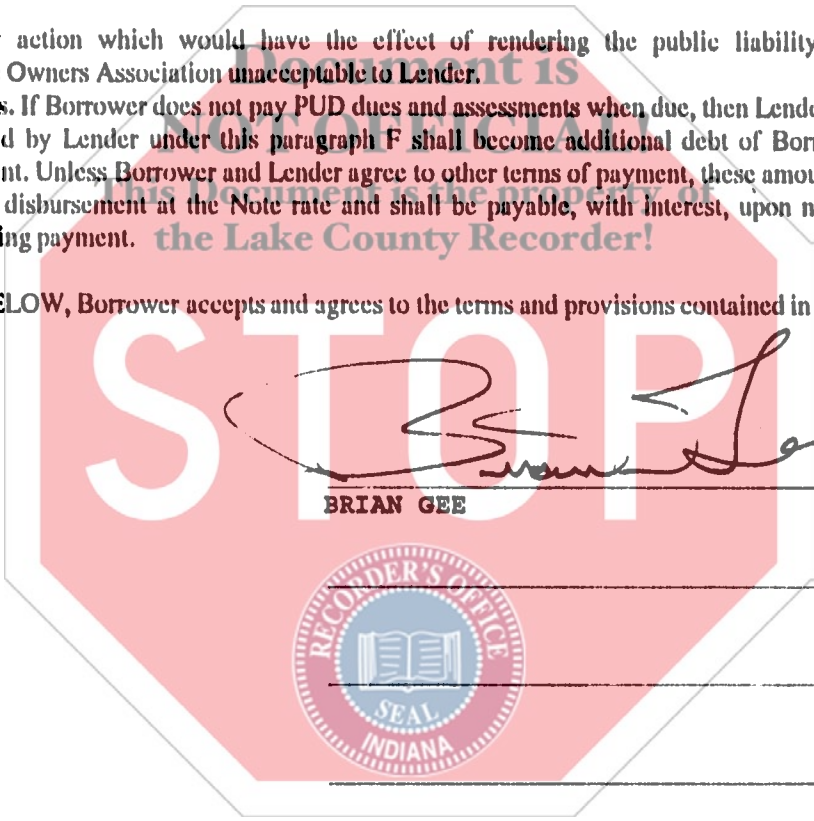 action which would have the effect of rendering the public liability
Owners Association unacceptable to Lender.
Document is
s. If Borrower does not pay PUD dues and assessments when due, then Lende
NOT OFFICIAL!
d by Lender under this paragraph F shall become additional debt of Borr
nt. Unless Borrower and Lender agree to other terms of payment, these amou
This Document is the property of
disbursement at the Note rate and shall be payable, with interest, upon n
ing payment.
the Lake County Recorder!
ELOW, Borrower accepts and agrees to the terms and provisions contained in
STOP
Brian Ge
BRIAN GEE
RECORDER'S OFFICE
SEAL
INDIANA